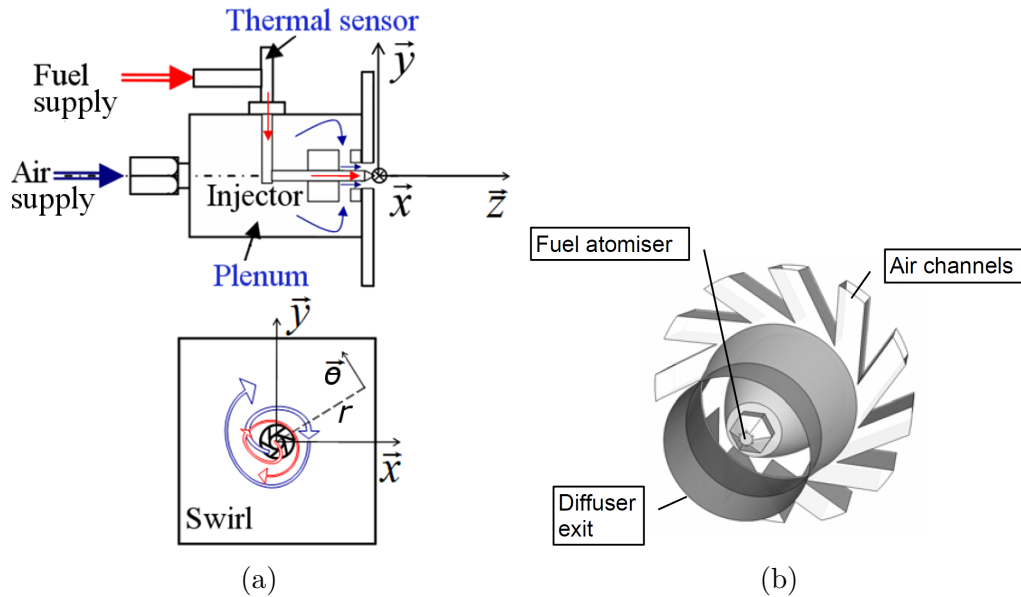 Thermal sensor
Fuel
supply
y
Air
supply
Injector
x
z
Plenum
y
θ
r
x
Swirl
(a)
Fuel atomiser
Air channels
Diffuser
exit
(b)